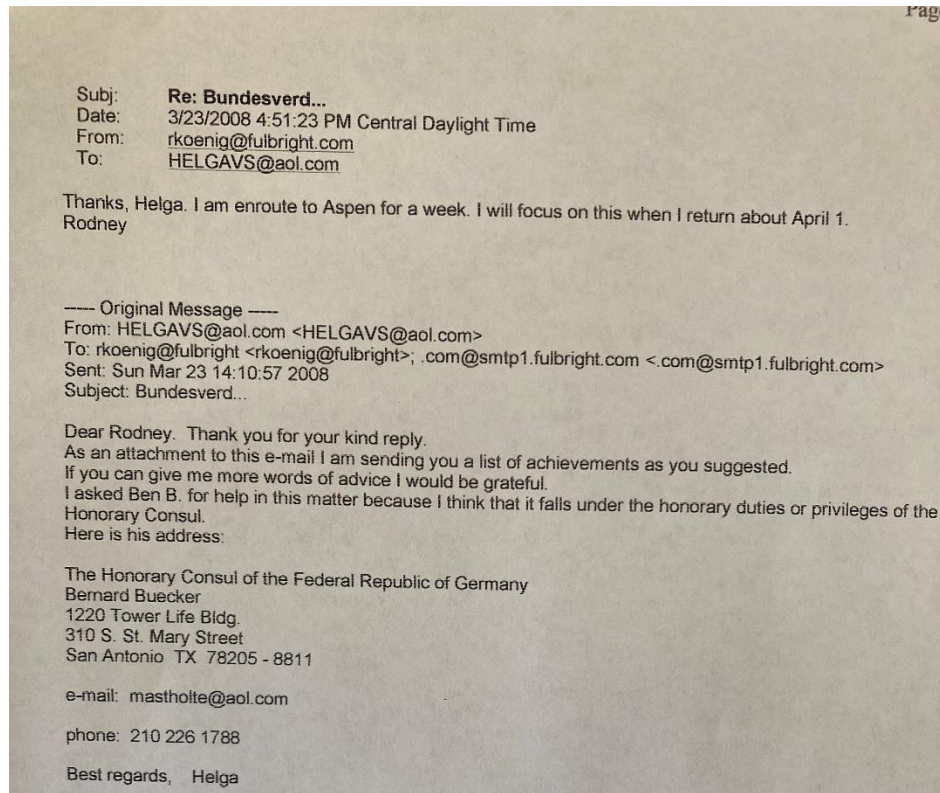 Page
Subj: Re: Bundesverd...
Date: 3/23/2008 4:51:23 PM Central Daylight Time
From: rkoenig@fulbright.com
To: HELGAVS@aol.com
Thanks, Helga. I am enroute to Aspen for a week. I will focus on this when I return about April 1.
Rodney
----- Original Message -----
From: HELGAVS@aol.com <HELGAVS@aol.com>
To: rkoenig@fulbright <rkoenig@fulbright>; .com@smtp1.fulbright.com <.com@smtp1.fulbright.com>
Sent: Sun Mar 23 14:10:57 2008
Subject: Bundesverd...
Dear Rodney. Thank you for your kind reply.
As an attachment to this e-mail I am sending you a list of achievements as you suggested.
If you can give me more words of advice I would be grateful.
I asked Ben B. for help in this matter because I think that it falls under the honorary duties or privileges of the
Honorary Consul.
Here is his address:
The Honorary Consul of the Federal Republic of Germany
Bernard Buecker
1220 Tower Life Bldg.
310 S. St. Mary Street
San Antonio TX 78205 - 8811
e-mail: mastholte@aol.com
phone: 210 226 1788
Best regards, Helga